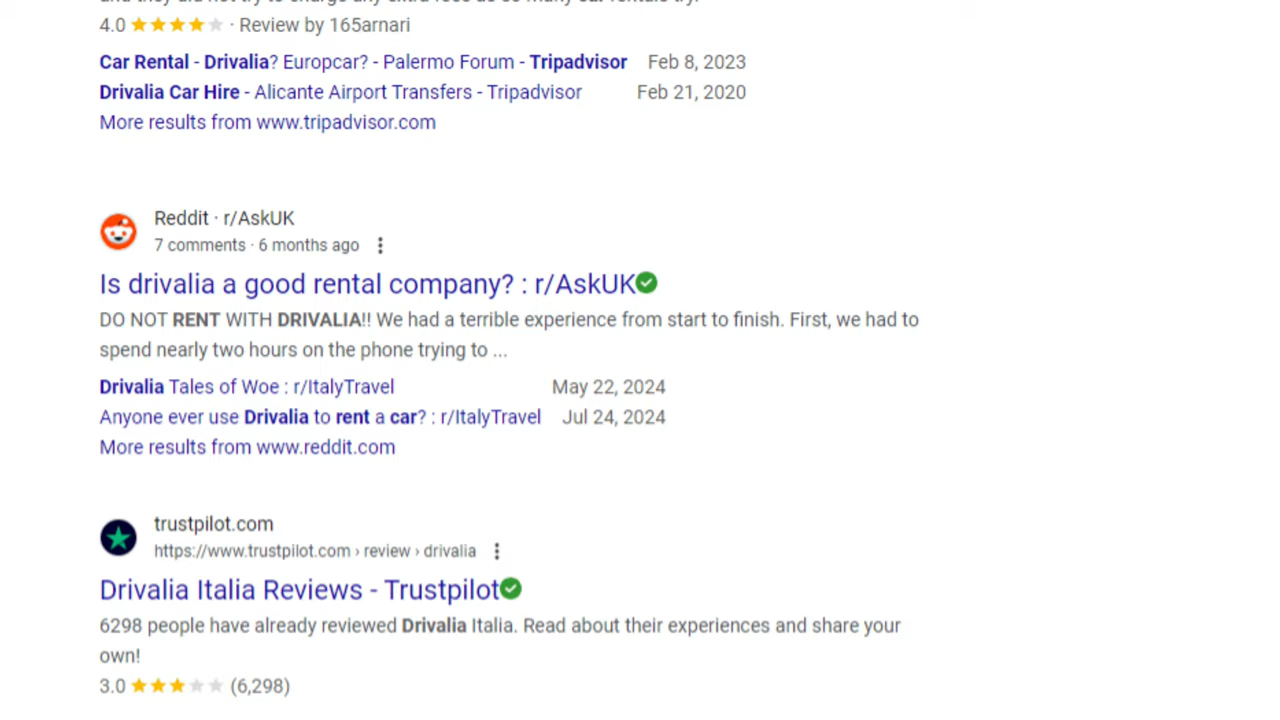 4.0 · Review by 165arnari
Car Rental - Drivalia? Europcar? - Palermo Forum - Tripadvisor Feb 8, 2023
Drivalia Car Hire - Alicante Airport Transfers - Tripadvisor Feb 21, 2020
More results from www.tripadvisor.com
Reddit · r/AskUK
7 comments · 6 months ago
Is drivalia a good rental company? : r/AskUK
DO NOT RENT WITH DRIVALIA!! We had a terrible experience from start to finish. First, we had to
spend nearly two hours on the phone trying to ...
Drivalia Tales of Woe : r/ItalyTravel May 22, 2024
Anyone ever use Drivalia to rent a car? : r/ItalyTravel Jul 24, 2024
More results from www.reddit.com
trustpilot.com
https://www.trustpilot.com › review › drivalia
Drivalia Italia Reviews - Trustpilot
6298 people have already reviewed Drivalia Italia. Read about their experiences and share your
own!
3.0 (6,298)